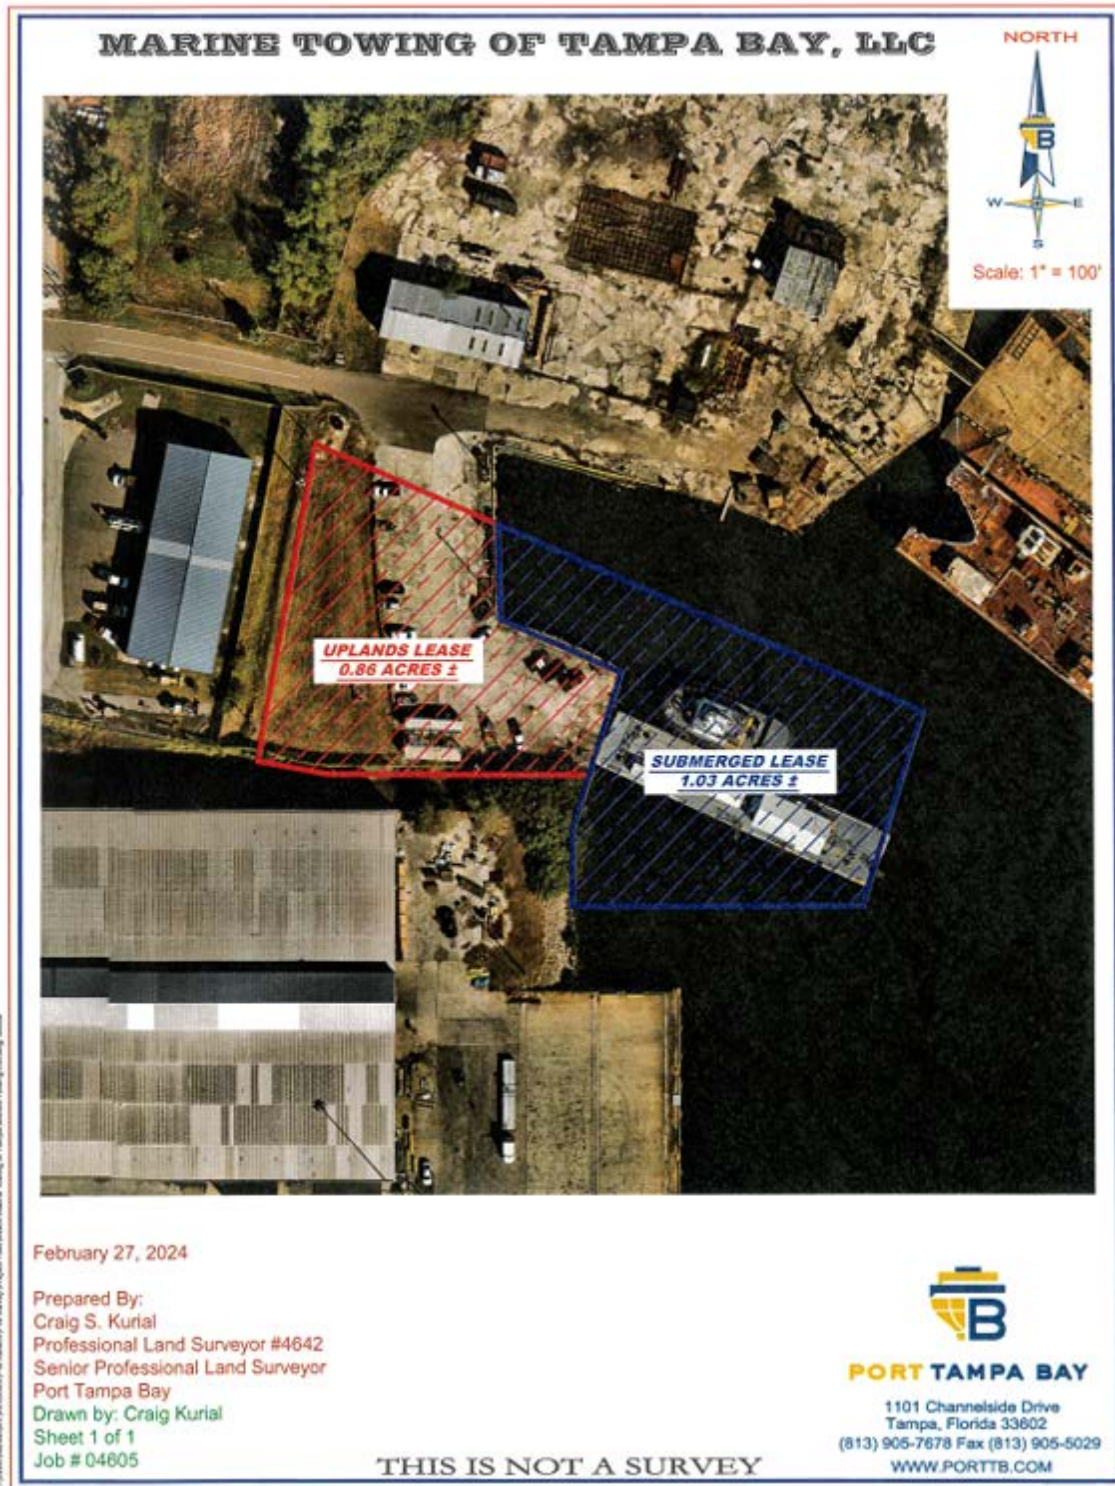 MARINE TOWING OF TAMPA BAY, LLC
NORTH
B
W E
S
Scale: 1" = 100'
UPLANDS LEASE
0.86 ACRES ±
SUBMERGED LEASE
1.03 ACRES ±
February 27, 2024
Prepared By:
Craig S. Kurial
Professional Land Surveyor #4642
Senior Professional Land Surveyor
Port Tampa Bay
Drawn by: Craig Kurial
Sheet 1 of 1
Job # 04605
THIS IS NOT A SURVEY
B
PORT TAMPA BAY
1101 Channelside Drive
Tampa, Florida 33602
(813) 905-7678 Fax (813) 905-5029
WWW.PORTTB.COM